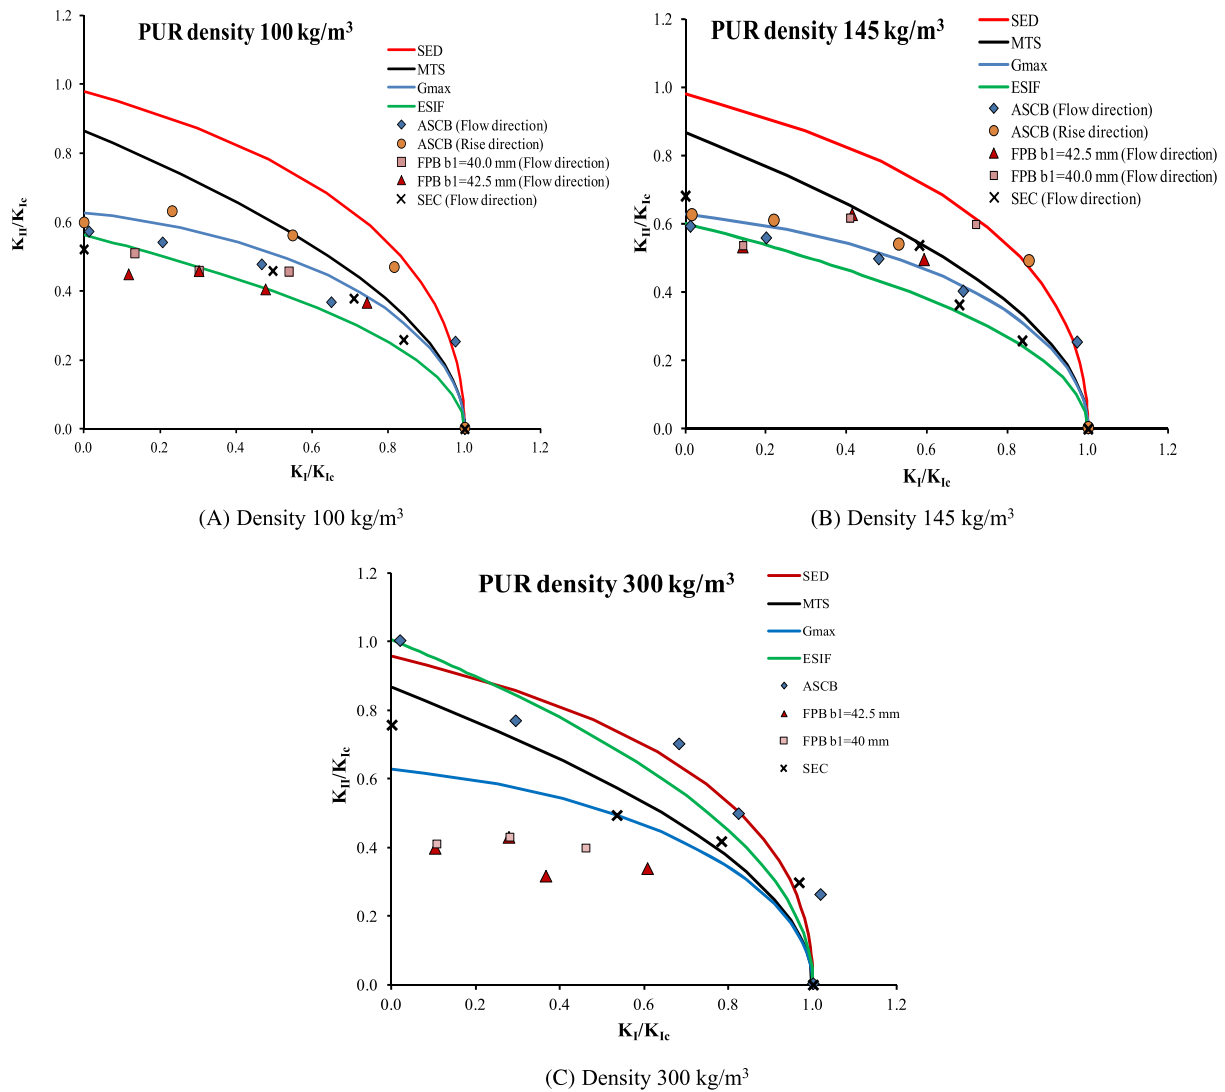 PUR density 100 kg/m³
SED
MTS
Gmax
ESIF
ASCB (Flow direction)
ASCB (Rise direction)
FPB b1=40.0 mm (Flow direction)
FPB b1=42.5 mm (Flow direction)
SEC (Flow direction)
1.2
1.0
0.8
0.6
0.4
0.2
0.0
K_II/K_Ic
0.0 0.2 0.4 0.6 0.8 1.0 1.2
K_I/K_Ic
(A) Density 100 kg/m³
PUR density 145 kg/m³
SED
MTS
Gmax
ESIF
ASCB (Flow direction)
ASCB (Rise direction)
FPB b1=42.5 mm (Flow direction)
FPB b1=40.0 mm (Flow direction)
SEC (Flow direction)
1.2
1.0
0.8
0.6
0.4
0.2
0.0
K_II/K_Ic
0.0 0.2 0.4 0.6 0.8 1.0 1.2
K_I/K_Ic
(B) Density 145 kg/m³
PUR density 300 kg/m³
SED
MTS
Gmax
ESIF
ASCB
FPB b1=42.5 mm
FPB b1=40 mm
SEC
1.2
1.0
0.8
0.6
0.4
0.2
0.0
K_II/K_Ic
0.0 0.2 0.4 0.6 0.8 1.0 1.2
K_I/K_Ic
(C) Density 300 kg/m³